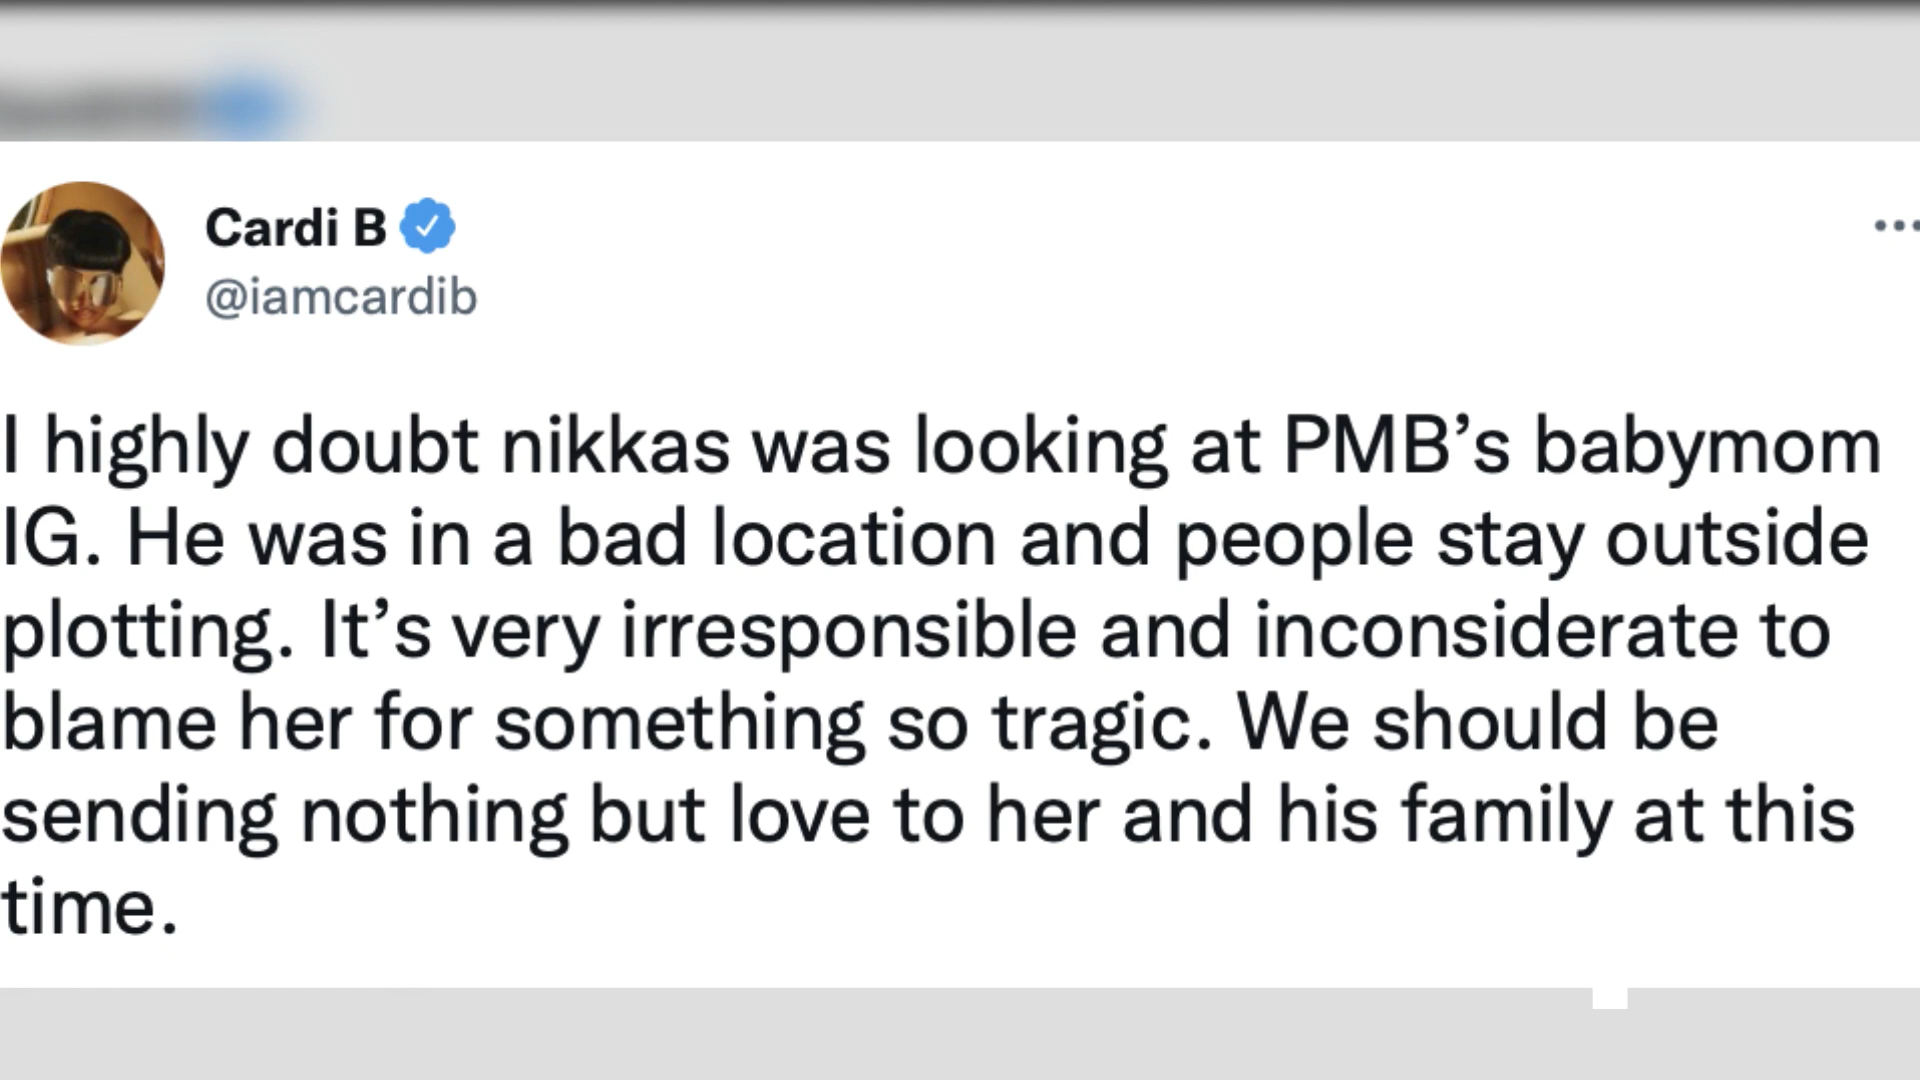 Cardi B
@iamcardib
I highly doubt nikkas was looking at PMB’s babymom
IG. He was in a bad location and people stay outside
plotting. It’s very irresponsible and inconsiderate to
blame her for something so tragic. We should be
sending nothing but love to her and his family at this
time.